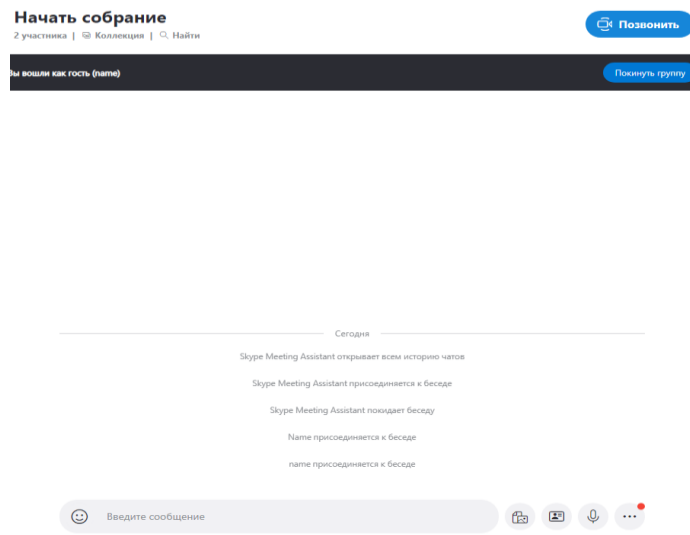 Начать собрание
Позвонить
2 участника | Коллекция | Найти
Вы вошли как гость (name)
Покинуть группу
Сегодня
Skype Meeting Assistant открывает всем историю чатов
Skype Meeting Assistant присоединяется к беседе
Skype Meeting Assistant покидает беседу
Name присоединяется к беседе
name присоединяется к беседе
Введите сообщение